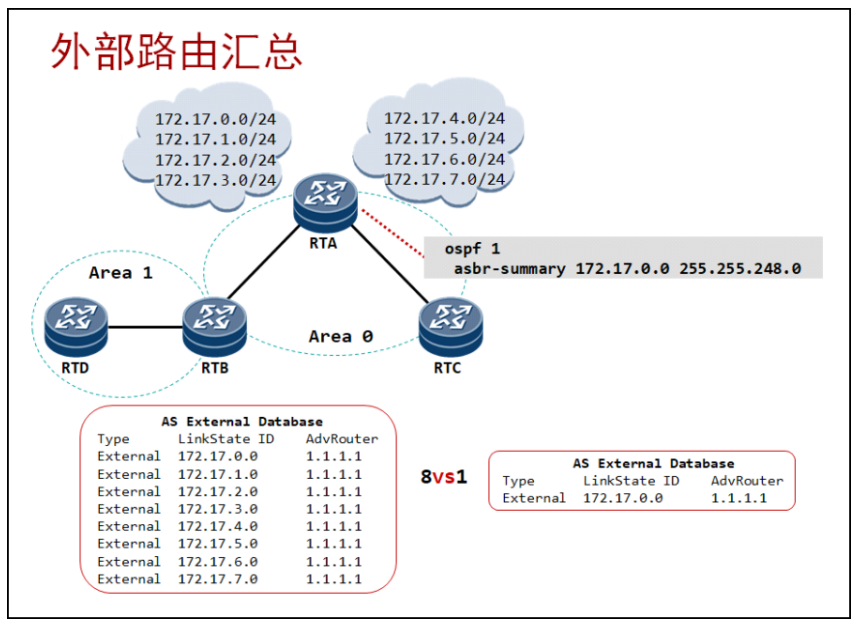 外部路由汇总
172.17.0.0/24
172.17.1.0/24
172.17.2.0/24
172.17.3.0/24
172.17.4.0/24
172.17.5.0/24
172.17.6.0/24
172.17.7.0/24
RTA
ospf 1
asbr-summary 172.17.0.0 255.255.248.0
Area 1
Area 0
RTD
RTB
RTC
AS External Database
Type LinkState ID AdvRouter
External 172.17.0.0 1.1.1.1
External 172.17.1.0 1.1.1.1
External 172.17.2.0 1.1.1.1
External 172.17.3.0 1.1.1.1
External 172.17.4.0 1.1.1.1
External 172.17.5.0 1.1.1.1
External 172.17.6.0 1.1.1.1
External 172.17.7.0 1.1.1.1
8vs1
AS External Database
Type LinkState ID AdvRouter
External 172.17.0.0 1.1.1.1